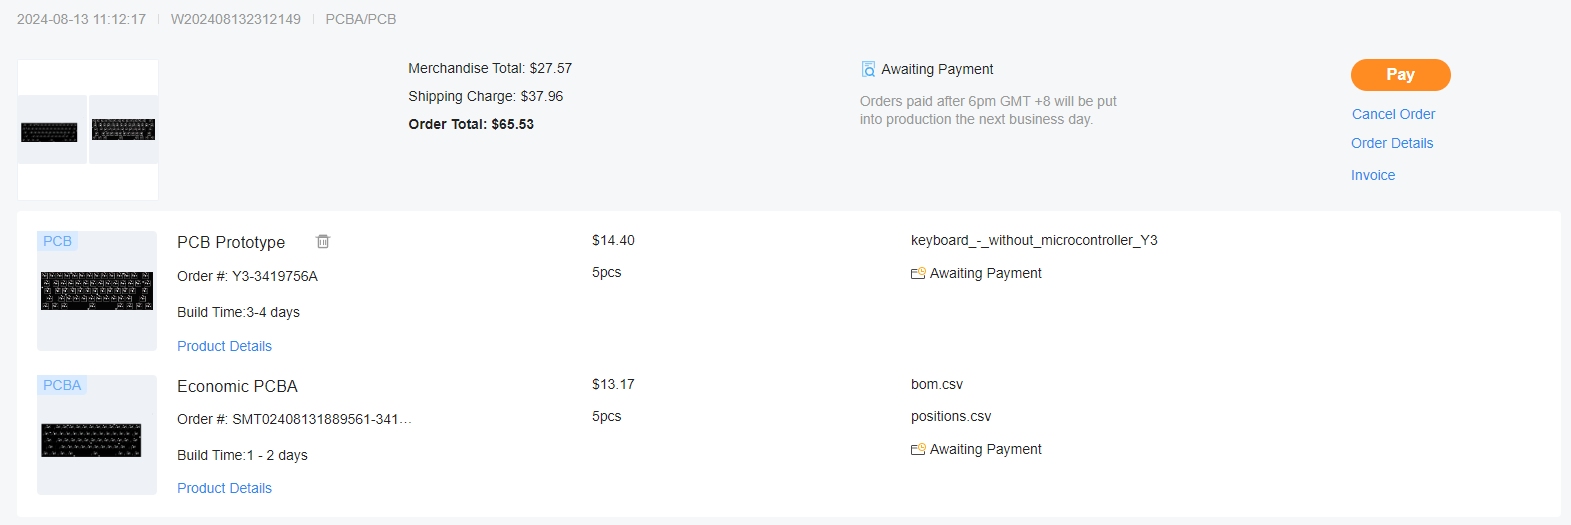 2024-08-13 11:12:17 | W202408132312149 | PCBA/PCB
Merchandise Total: $27.57
Shipping Charge: $37.96
Order Total: $65.53
Awaiting Payment
Orders paid after 6pm GMT +8 will be put
into production the next business day.
Pay
Cancel Order
Order Details
Invoice
PCB
PCB Prototype
Order #: Y3-3419756A
Build Time:3-4 days
Product Details
$14.40
5pcs
keyboard_-_without_microcontroller_Y3
Awaiting Payment
PCBA
Economic PCBA
Order #: SMT02408131889561-341...
Build Time:1 - 2 days
Product Details
$13.17
5pcs
bom.csv
positions.csv
Awaiting Payment